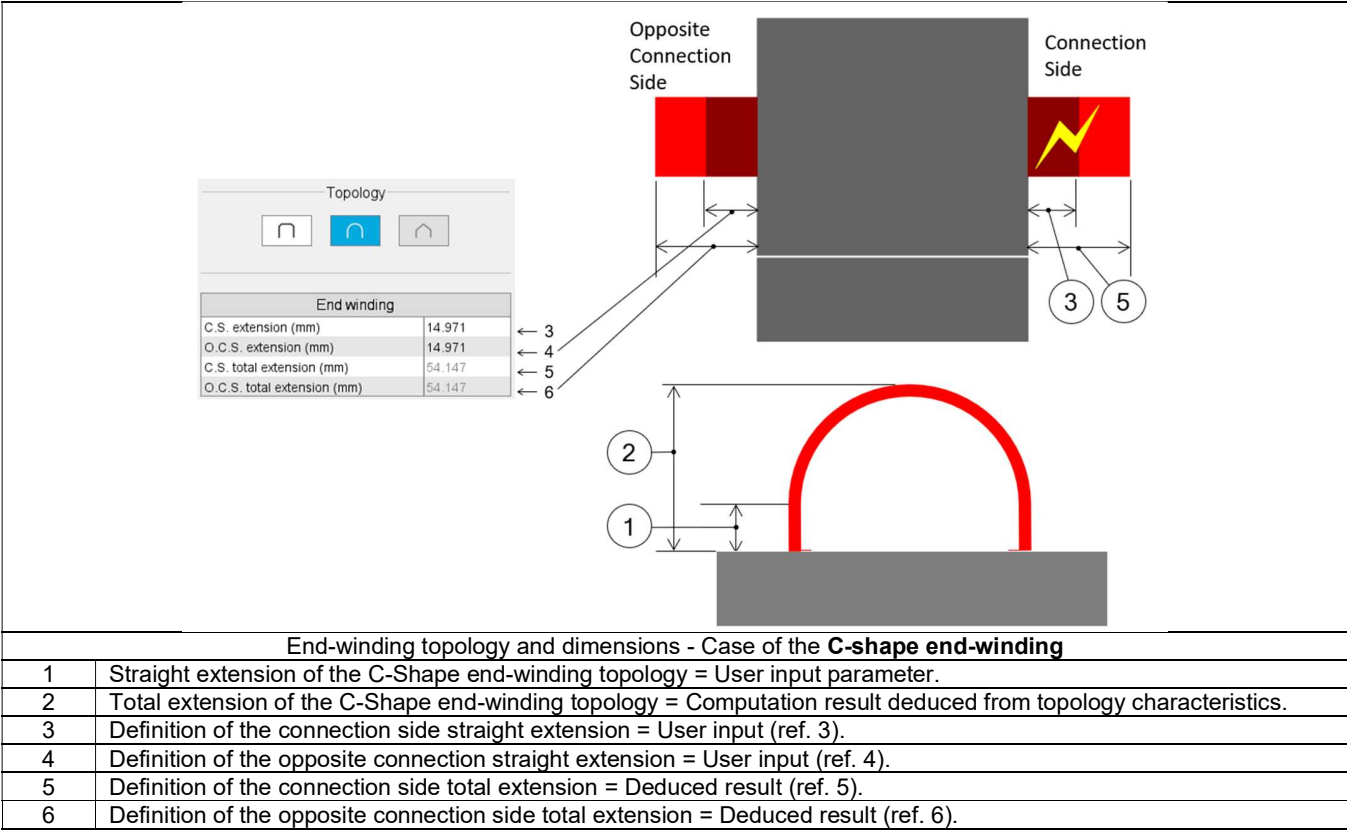 Opposite
Connection
Side
Connection
Side
Topology
End winding
C.S. extension (mm) 14.971
O.C.S. extension (mm) 14.971
C.S. total extension (mm) 54.147
O.C.S. total extension (mm) 54.147
3
4
5
6
3 5
2
1
End-winding topology and dimensions - Case of the C-shape end-winding
1 Straight extension of the C-Shape end-winding topology = User input parameter.
2 Total extension of the C-Shape end-winding topology = Computation result deduced from topology characteristics.
3 Definition of the connection side straight extension = User input (ref. 3).
4 Definition of the opposite connection straight extension = User input (ref. 4).
5 Definition of the connection side total extension = Deduced result (ref. 5).
6 Definition of the opposite connection side total extension = Deduced result (ref. 6).